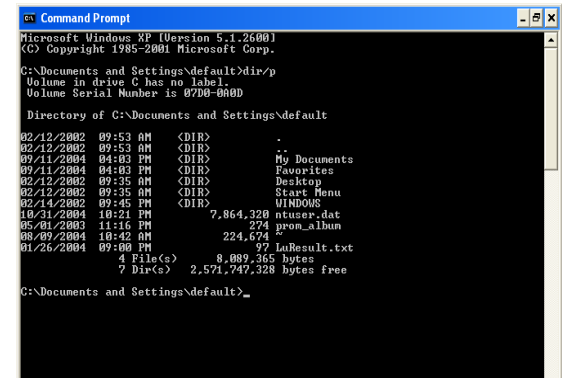 Command Prompt
Microsoft Windows XP [Version 5.1.2600]
(C) Copyright 1985-2001 Microsoft Corp.
C:\Documents and Settings\default>dir/p
Volume in drive C has no label.
Volume Serial Number is 07D0-0A0D
Directory of C:\Documents and Settings\default
02/12/2002 09:53 AM <DIR> .
02/12/2002 09:53 AM <DIR> ..
09/11/2004 04:03 PM <DIR> My Documents
09/11/2004 04:03 PM <DIR> Favorites
02/12/2002 09:35 AM <DIR> Desktop
02/12/2002 09:35 AM <DIR> Start Menu
02/14/2002 09:45 PM <DIR> WINDOWS
10/31/2004 10:21 PM 7,864,320 ntuser.dat
05/01/2003 11:16 PM 274 prom_album
08/09/2004 10:42 AM 224,674 ~
01/26/2004 09:00 PM 97 LuResult.txt
4 File(s) 8,089,365 bytes
7 Dir(s) 2,571,747,328 bytes free
C:\Documents and Settings\default>_